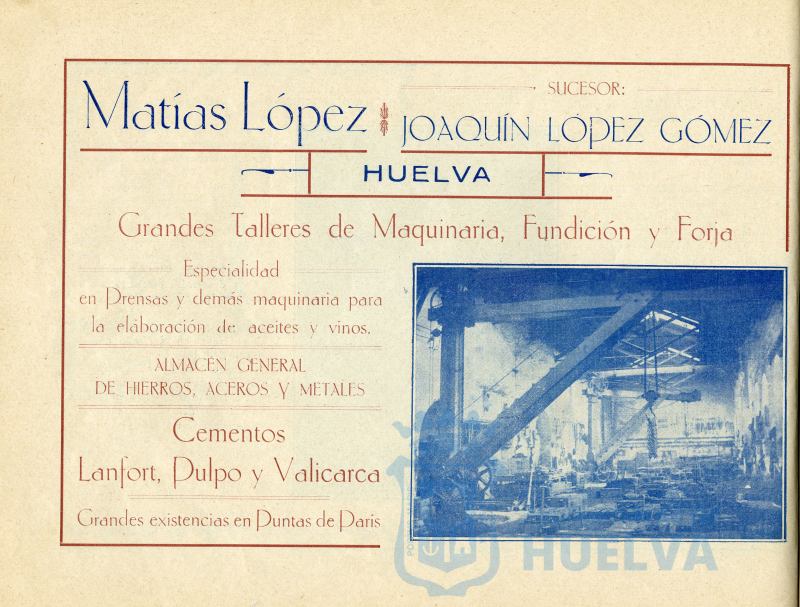 Matías López
SUCESOR:
JOAQUÍN LÓPEZ GÓMEZ
HUELVA
Grandes Talleres de Maquinaria, Fundición y Forja
Especialidad
en Prensas y demás maquinaria para
la elaboración de aceites y vinos.
ALMACÉN GENERAL
DE HIERROS, ACEROS Y METALES
Cementos
Lanfort, Pulpo y Valicarca
Grandes existencias en Puntas de París
HUELVA